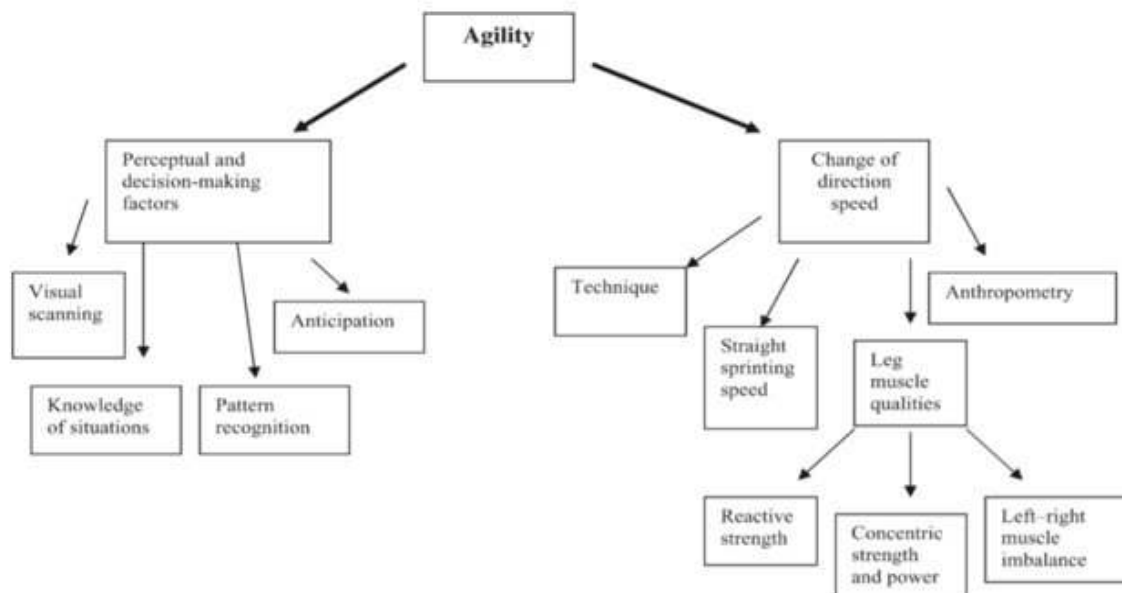 Agility
Perceptual and
decision-making
factors
Change of
direction
speed
Visual
scanning
Anticipation
Technique
Anthropometry
Knowledge
of situations
Pattern
recognition
Straight
sprinting
speed
Leg
muscle
qualities
Reactive
strength
Concentric
strength
and power
Left–right
muscle
imbalance